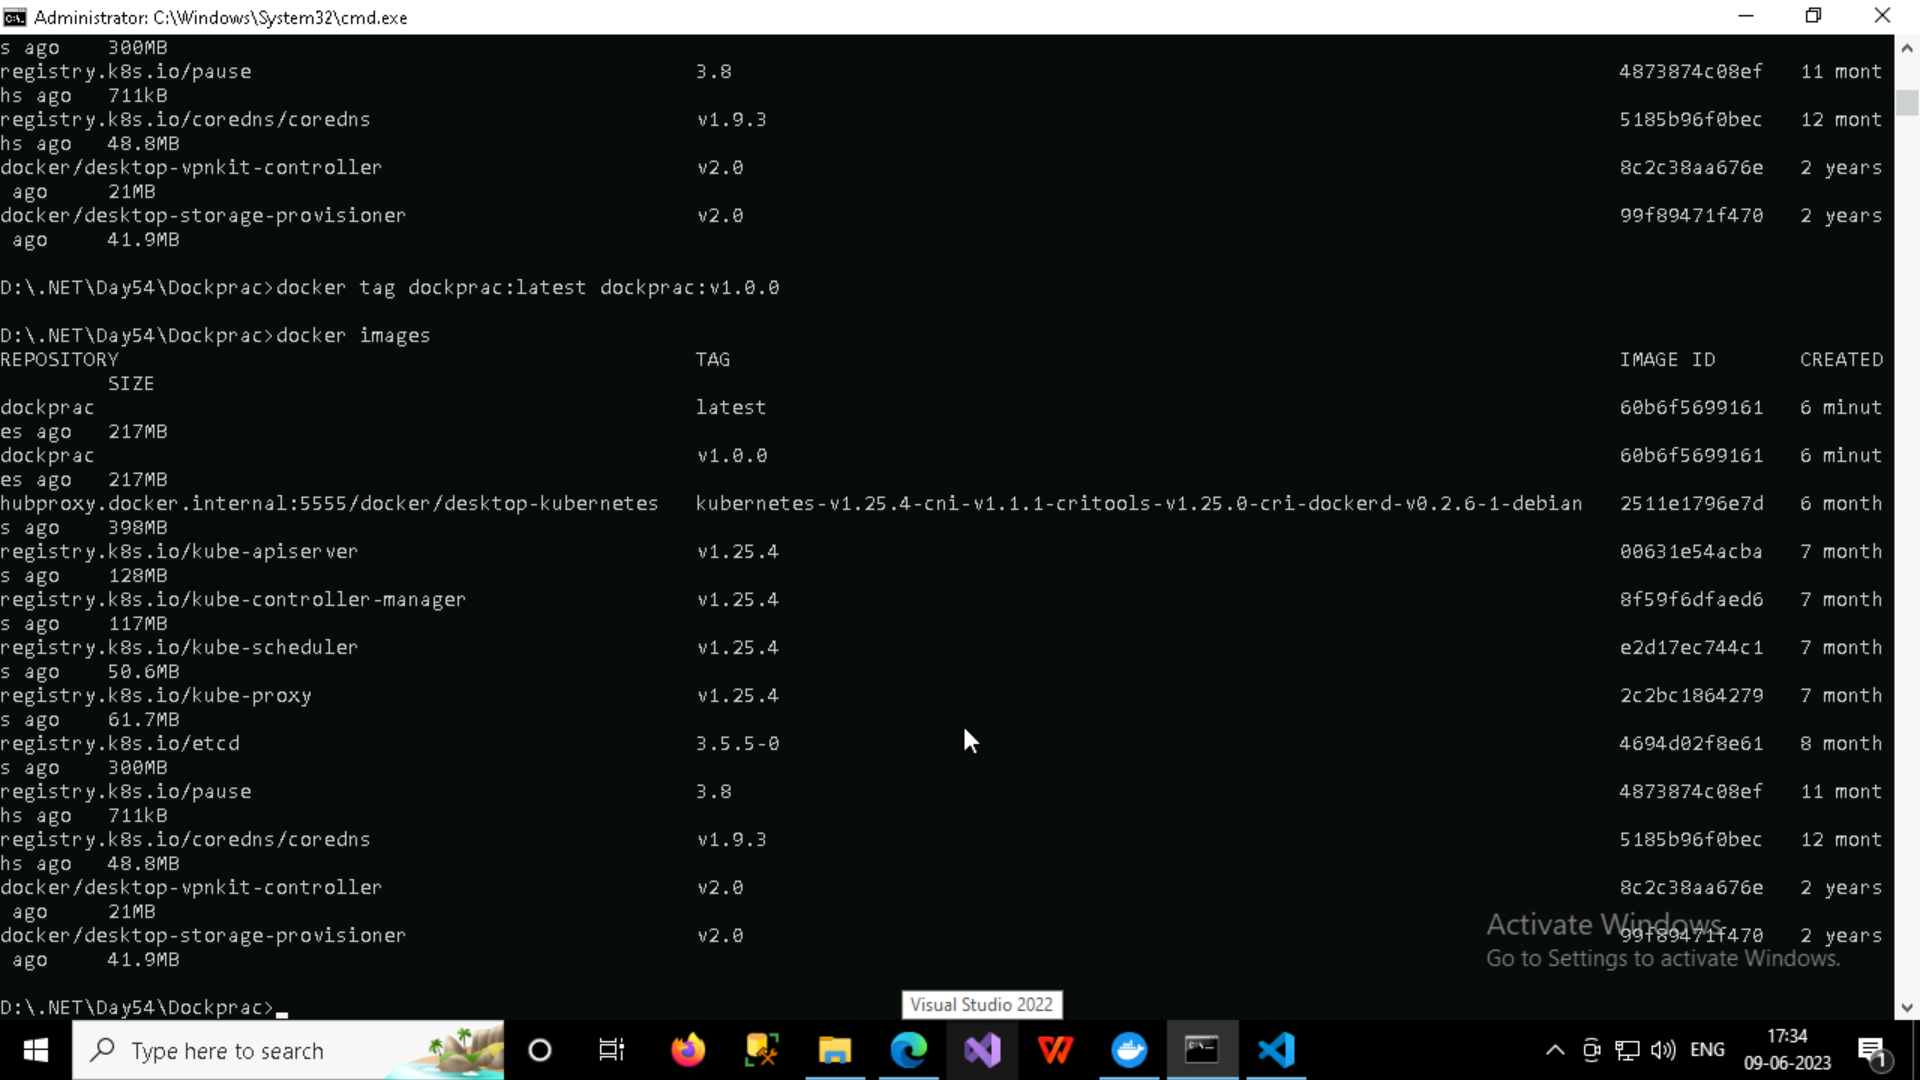 Administrator: C:\Windows\System32\cmd.exe
s ago    300MB
registry.k8s.io/pause    3.8    4873874c08ef    11 mont
hs ago   711kB
registry.k8s.io/coredns/coredns    v1.9.3    5185b96f0bec    12 mont
hs ago   48.8MB
docker/desktop-vpnkit-controller    v2.0    8c2c38aa676e    2 years
 ago     21MB
docker/desktop-storage-provisioner    v2.0    99f89471f470    2 years
 ago     41.9MB
D:\.NET\Day54\Dockprac>docker tag dockprac:latest dockprac:v1.0.0
D:\.NET\Day54\Dockprac>docker images
REPOSITORY    TAG    IMAGE ID    CREATED
         SIZE
dockprac    latest    60b6f5699161    6 minut
es ago   217MB
dockprac    v1.0.0    60b6f5699161    6 minut
es ago   217MB
hubproxy.docker.internal:5555/docker/desktop-kubernetes    kubernetes-v1.25.4-cni-v1.1.1-critools-v1.25.0-cri-dockerd-v0.2.6-1-debian    2511e1796e7d    6 month
s ago    398MB
registry.k8s.io/kube-apiserver    v1.25.4    00631e54acba    7 month
s ago    128MB
registry.k8s.io/kube-controller-manager    v1.25.4    8f59f6dfaed6    7 month
s ago    117MB
registry.k8s.io/kube-scheduler    v1.25.4    e2d17ec744c1    7 month
s ago    50.6MB
registry.k8s.io/kube-proxy    v1.25.4    2c2bc1864279    7 month
s ago    61.7MB
registry.k8s.io/etcd    3.5.5-0    4694d02f8e61    8 month
s ago    300MB
registry.k8s.io/pause    3.8    4873874c08ef    11 mont
hs ago   711kB
registry.k8s.io/coredns/coredns    v1.9.3    5185b96f0bec    12 mont
hs ago   48.8MB
docker/desktop-vpnkit-controller    v2.0    8c2c38aa676e    2 years
 ago     21MB
docker/desktop-storage-provisioner    v2.0    99f89471f470    2 years
 ago     41.9MB
Activate Windows
Go to Settings to activate Windows.
D:\.NET\Day54\Dockprac>
Visual Studio 2022
Type here to search
ENG
17:34
09-06-2023
1